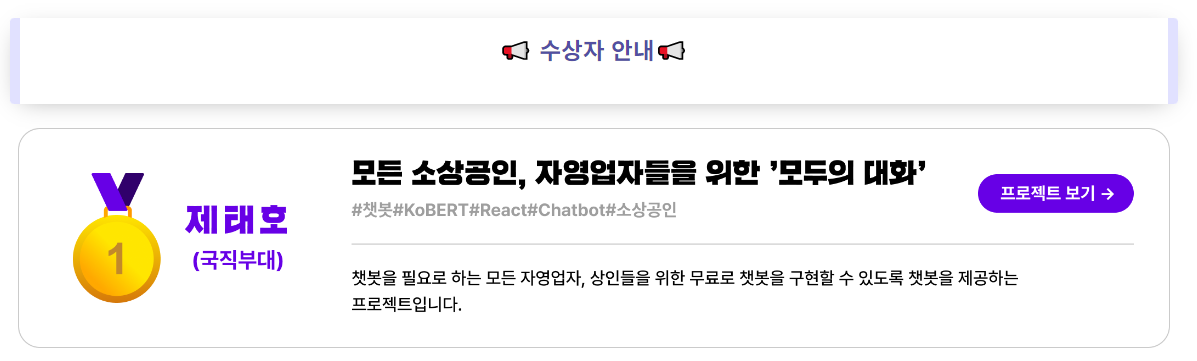 수상자 안내
모든 소상공인, 자영업자들을 위한 '모두의 대화'
프로젝트 보기 →
#챗봇#KoBERT#React#Chatbot#소상공인
1
제태호
(국직부대)
챗봇을 필요로 하는 모든 자영업자, 상인들을 위한 무료로 챗봇을 구현할 수 있도록 챗봇을 제공하는
프로젝트입니다.